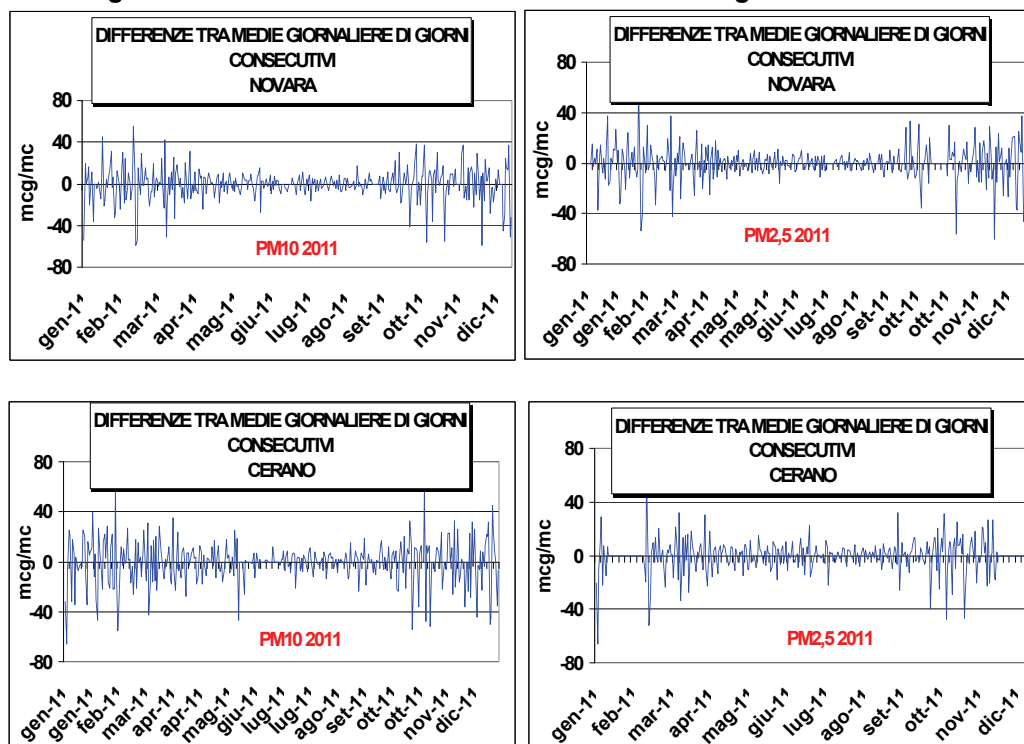 DIFFERENZE TRA MEDIE GIORNALIERE DI GIORNI
CONSECUTIVI
NOVARA
80
40
0
-40
-80
mcg/mc
PM10 2011
gen-11 feb-11 mar-11 apr-11 mag-11 giu-11 lug-11 ago-11 set-11 ott-11 nov-11 dic-11
DIFFERENZE TRA MEDIE GIORNALIERE DI GIORNI
CONSECUTIVI
NOVARA
80
40
0
-40
-80
mcg/mc
PM2,5 2011
gen-11 gen-11 feb-11 mar-11 apr-11 mag-11 mag-11 giu-11 lug-11 ago-11 set-11 ott-11 ott-11 nov-11 dic-11
DIFFERENZE TRA MEDIE GIORNALIERE DI GIORNI
CONSECUTIVI
CERANO
80
40
0
-40
-80
mcg/mc
PM10 2011
gen-11 gen-11 feb-11 mar-11 apr-11 apr-11 mag-11 giu-11 lug-11 lug-11 ago-11 set-11 ott-11 ott-11 nov-11 dic-11
DIFFERENZE TRA MEDIE GIORNALIERE DI GIORNI
CONSECUTIVI
CERANO
80
40
0
-40
-80
mcg/mc
PM2,5 2011
gen-11 feb-11 mar-11 apr-11 mag-11 giu-11 lug-11 ago-11 set-11 ott-11 nov-11 dic-11